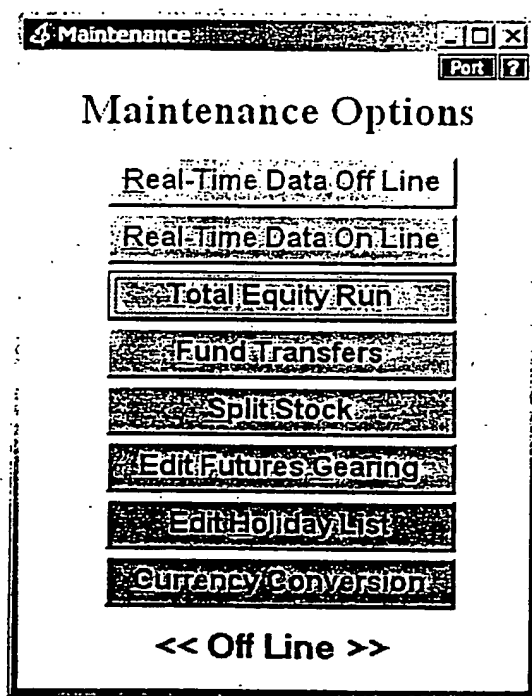 Maintenance
Port ?
Maintenance Options
Real-Time Data Off Line
Real-Time Data On Line
Total Equity Run
Fund Transfers
Split Stock
Edit Futures Gearing
Edit Holiday List
Currency Conversion
<< Off Line >>